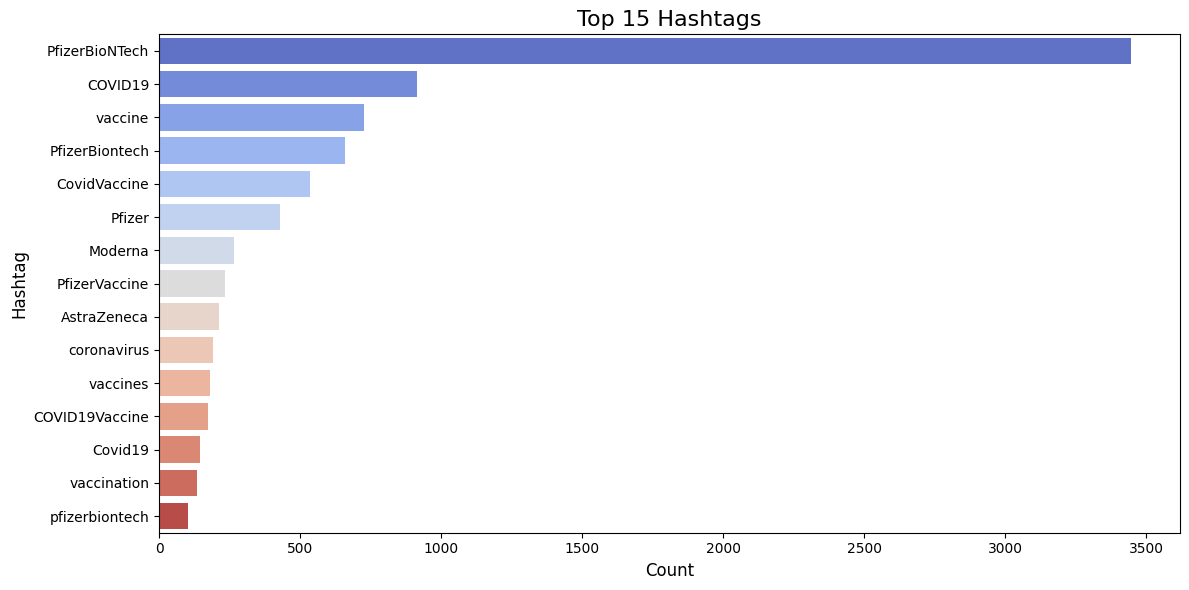 Top 15 Hashtags
Hashtag
PfizerBioNTech
COVID19
vaccine
PfizerBiontech
CovidVaccine
Pfizer
Moderna
PfizerVaccine
AstraZeneca
coronavirus
vaccines
COVID19Vaccine
Covid19
vaccination
pfizerbiontech
0 500 1000 1500 2000 2500 3000 3500
Count